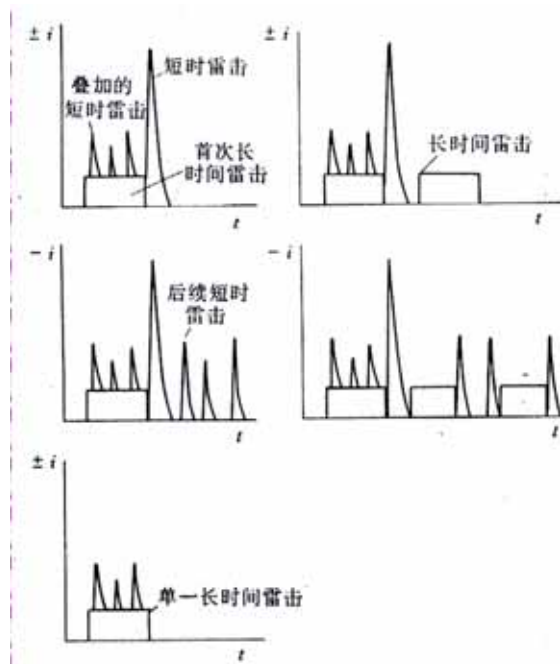 ± i
短时雷击
叠加的
短时雷击
首次长
时间雷击
t
± i
长时间雷击
t
− i
后续短时
雷击
t
− i
t
± i
单一长时间雷击
t